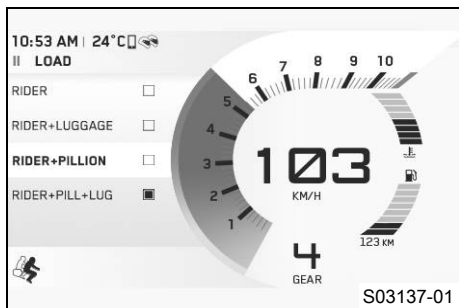 10:53 AM | 24°C
LOAD
RIDER
RIDER+LUGGAGE
RIDER+PILLION
RIDER+PILL+LUG
1
2
3
4
5
6
7
8
9
10
103
KM/H
4
GEAR
123 KM
S03137-01